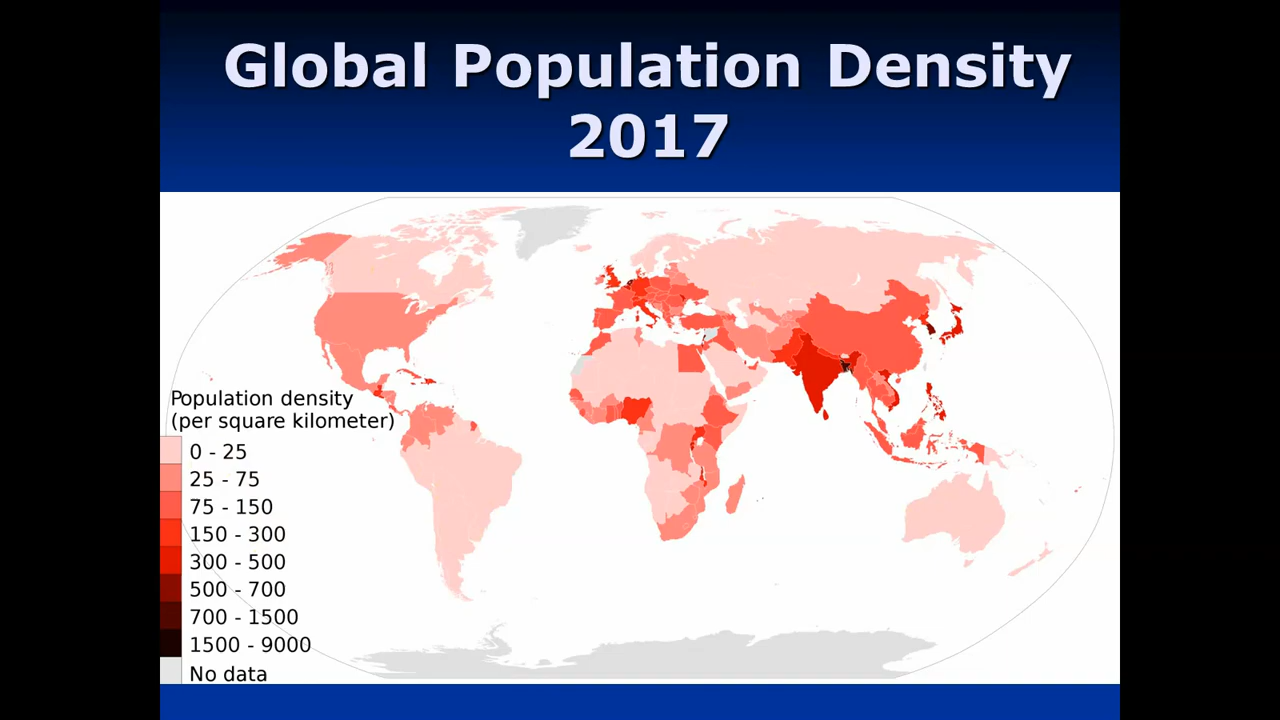 Global Population Density
2017
Population density
(per square kilometer)
0 - 25
25 - 75
75 - 150
150 - 300
300 - 500
500 - 700
700 - 1500
1500 - 9000
No data